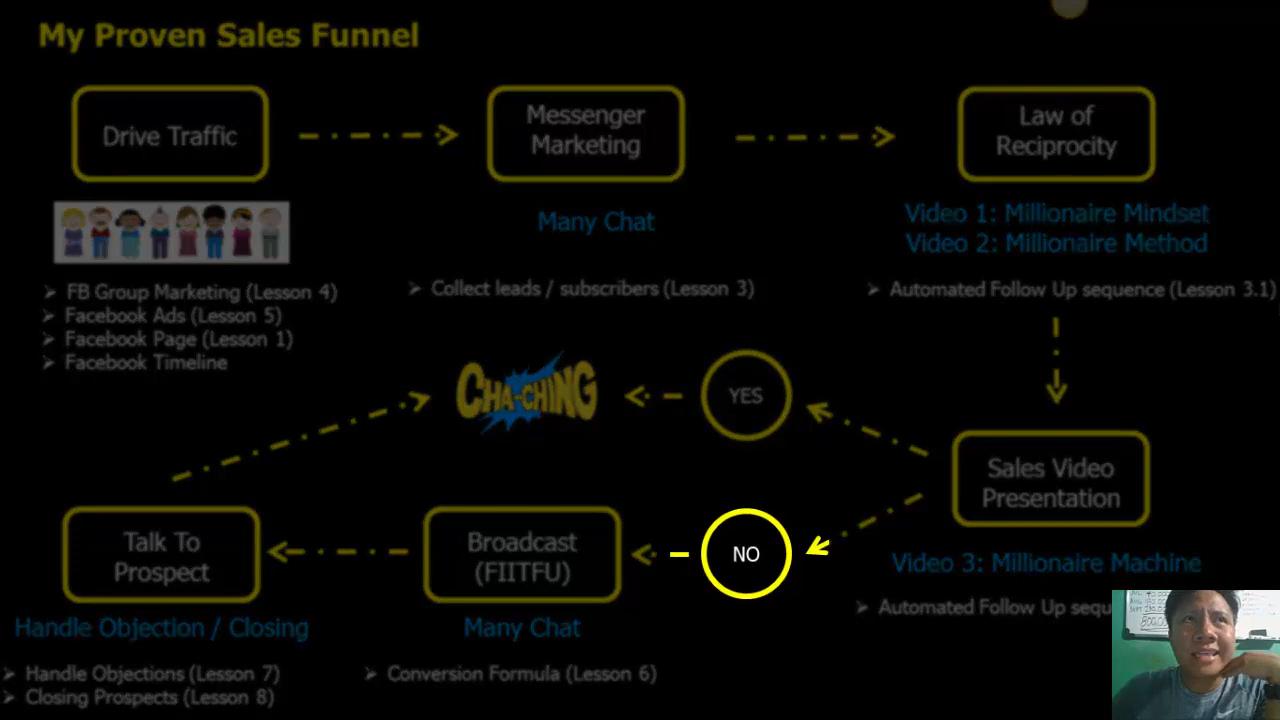 My Proven Sales Funnel
Drive Traffic
Messenger
Marketing
Law of
Reciprocity
Many Chat
Video 1: Millionaire Mindset
Video 2: Millionaire Method
➢ FB Group Marketing (Lesson 4)
➢ Facebook Ads (Lesson 5)
➢ Facebook Page (Lesson 1)
➢ Facebook Timeline
➢ Collect leads / subscribers (Lesson 3)
➢ Automated Follow Up sequence (Lesson 3.1)
CHA-CHING
YES
Sales Video
Presentation
Talk To
Prospect
Broadcast
(FIITFU)
NO
Video 3: Millionaire Machine
➢ Automated Follow Up
Handle Objection / Closing
Many Chat
➢ Handle Objections (Lesson 7)
➢ Closing Prospects (Lesson 8)
➢ Conversion Formula (Lesson 6)